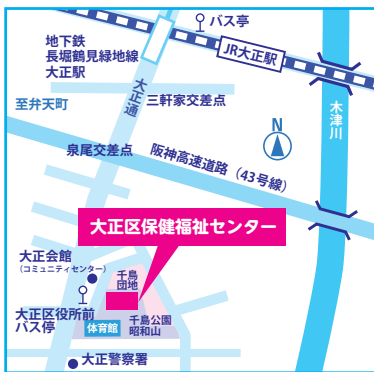 バス亭
地下鉄
長堀鶴見緑地線
大正駅
JR大正駅
至弁天町
大正通
三軒家交差点
木津川
N
泉尾交差点
阪神高速道路（43号線）
大正区保健福祉センター
大正会館
（コミュニティセンター）
千島
団地
大正区役所前
バス停
体育館
千島公園
昭和山
大正警察署